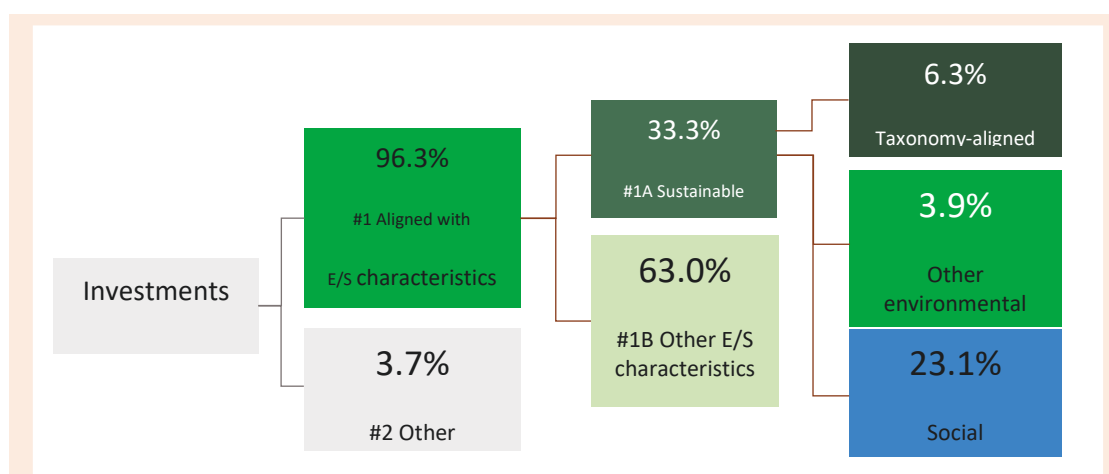 Investments
96.3%
#1 Aligned with
E/S characteristics
3.7%
#2 Other
33.3%
#1A Sustainable
63.0%
#1B Other E/S
characteristics
6.3%
Taxonomy-aligned
3.9%
Other
environmental
23.1%
Social